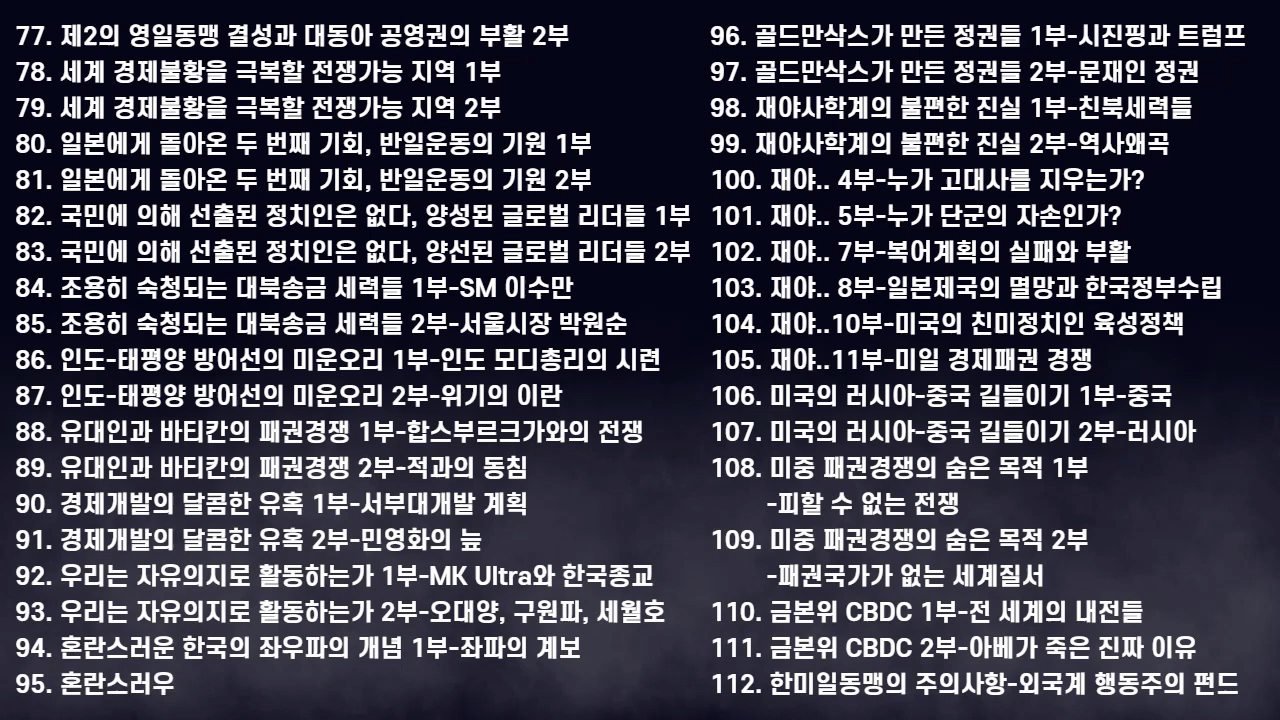 77. 제2의 영일동맹 결성과 대동아 공영권의 부활 2부
78. 세계 경제불황을 극복할 전쟁가능 지역 1부
79. 세계 경제불황을 극복할 전쟁가능 지역 2부
80. 일본에게 돌아온 두 번째 기회, 반일운동의 기원 1부
81. 일본에게 돌아온 두 번째 기회, 반일운동의 기원 2부
82. 국민에 의해 선출된 정치인은 없다, 양성된 글로벌 리더들 1부
83. 국민에 의해 선출된 정치인은 없다, 양선된 글로벌 리더들 2부
84. 조용히 숙청되는 대북송금 세력들 1부-SM 이수만
85. 조용히 숙청되는 대북송금 세력들 2부-서울시장 박원순
86. 인도-태평양 방어선의 미운오리 1부-인도 모디총리의 시련
87. 인도-태평양 방어선의 미운오리 2부-위기의 이란
88. 유대인과 바티칸의 패권경쟁 1부-합스부르크가와의 전쟁
89. 유대인과 바티칸의 패권경쟁 2부-적과의 동침
90. 경제개발의 달콤한 유혹 1부-서부대개발 계획
91. 경제개발의 달콤한 유혹 2부-민영화의 늪
92. 우리는 자유의지로 활동하는가 1부-MK Ultra와 한국종교
93. 우리는 자유의지로 활동하는가 2부-오대양, 구원파, 세월호
94. 혼란스러운 한국의 좌우파의 개념 1부-좌파의 계보
95. 혼란스러우
96. 골드만삭스가 만든 정권들 1부-시진핑과 트럼프
97. 골드만삭스가 만든 정권들 2부-문재인 정권
98. 재야사학계의 불편한 진실 1부-친북세력들
99. 재야사학계의 불편한 진실 2부-역사왜곡
100. 재야.. 4부-누가 고대사를 지우는가?
101. 재야.. 5부-누가 단군의 자손인가?
102. 재야.. 7부-복어계획의 실패와 부활
103. 재야.. 8부-일본제국의 멸망과 한국정부수립
104. 재야..10부-미국의 친미정치인 육성정책
105. 재야..11부-미일 경제패권 경쟁
106. 미국의 러시아-중국 길들이기 1부-중국
107. 미국의 러시아-중국 길들이기 2부-러시아
108. 미중 패권경쟁의 숨은 목적 1부
-피할 수 없는 전쟁
109. 미중 패권경쟁의 숨은 목적 2부
-패권국가가 없는 세계질서
110. 금본위 CBDC 1부-전 세계의 내전들
111. 금본위 CBDC 2부-아베가 죽은 진짜 이유
112. 한미일동맹의 주의사항-외국계 행동주의 펀드